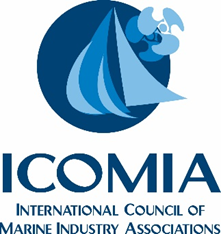 ICOMIA
INTERNATIONAL COUNCIL OF
MARINE INDUSTRY ASSOCIATIONS